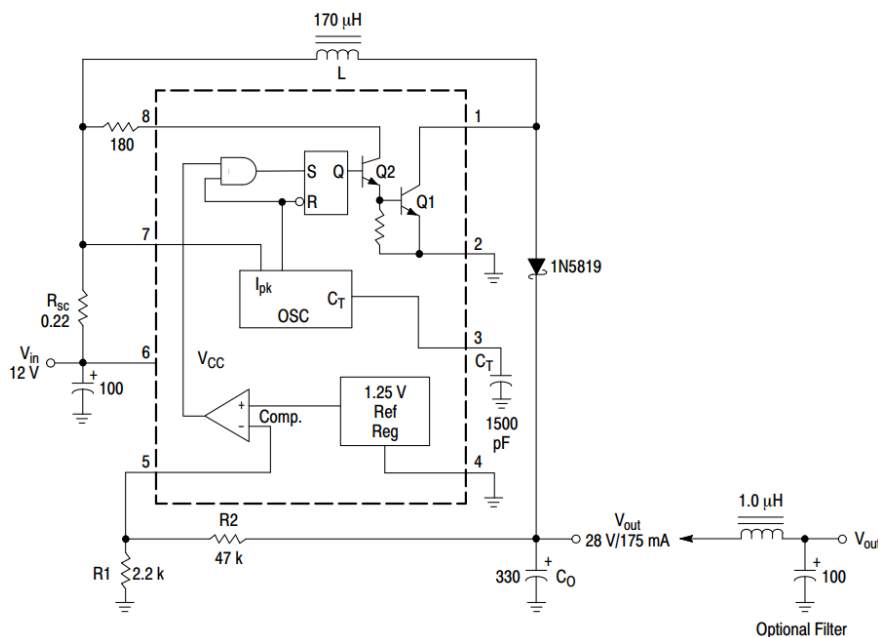 170 μH
L
8
180
1
S
Q
Q2
R
Q1
7
2
Ipk
CT
OSC
1N5819
Rsc
0.22
3
Vin
12 V
6
VCC
CT
+
100
1.25 V
Ref
Reg
+
Comp.
−
1500
pF
5
4
1.0 μH
R2
Vout
28 V/175 mA
Vout
47 k
R1
2.2 k
330
+
CO
+
100
Optional Filter